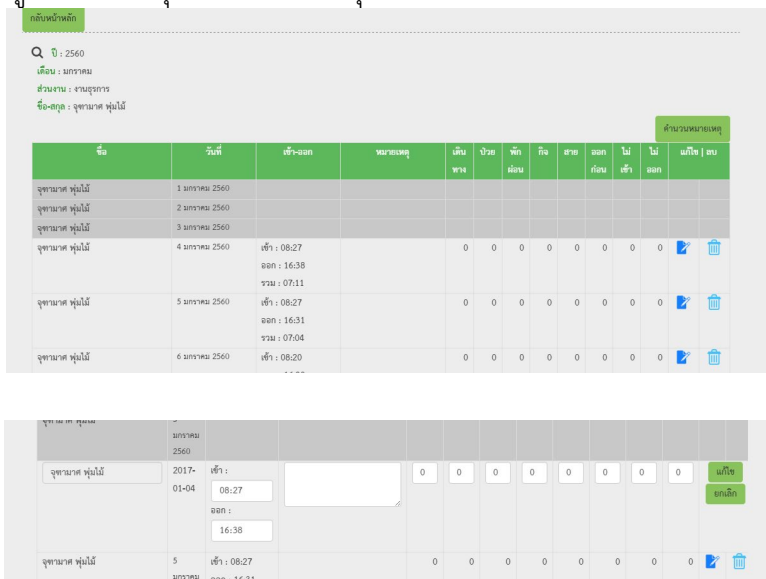 กลับหน้าหลัก
ปี : 2560
เดือน : มกราคม
ส่วนงาน : งานธุรการ
ชื่อ-สกุล : จุฑามาศ พุ่มไม้
คำนวนหมายเหตุ
ชื่อ วันที่ เข้า-ออก หมายเหตุ เดิน ป่วย พัก กิจ สาย ออก ไม่ ไม่ แก้ไข | ลบ
ทาง ผ่อน ก่อน เข้า ออก
จุฑามาศ พุ่มไม้ 1 มกราคม 2560
จุฑามาศ พุ่มไม้ 2 มกราคม 2560
จุฑามาศ พุ่มไม้ 3 มกราคม 2560
จุฑามาศ พุ่มไม้ 4 มกราคม 2560 เข้า : 08:27 0 0 0 0 0 0 0 0
ออก : 16:38
รวม : 07:11
จุฑามาศ พุ่มไม้ 5 มกราคม 2560 เข้า : 08:27 0 0 0 0 0 0 0 0
ออก : 16:31
รวม : 07:04
จุฑามาศ พุ่มไม้ 6 มกราคม 2560 เข้า : 08:20 0 0 0 0 0 0 0 0
มกราคม
2560
จุฑามาศ พุ่มไม้ 2017- เข้า : 0 0 0 0 0 0 0 0 แก้ไข
01-04 08:27 ยกเลิก
ออก :
16:38
จุฑามาศ พุ่มไม้ 5 เข้า : 08:27 0 0 0 0 0 0 0 0
มกราคม ออก : 16:31